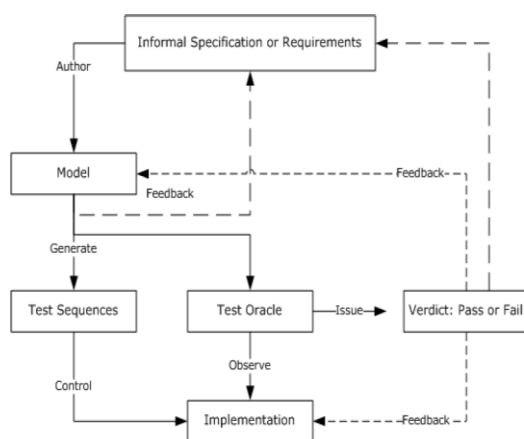 Informal Specification or Requirements
Author
Model
Feedback
Feedback
Generate
Test Sequences
Test Oracle
Issue
Verdict: Pass or Fail
Control
Observe
Implementation
Feedback